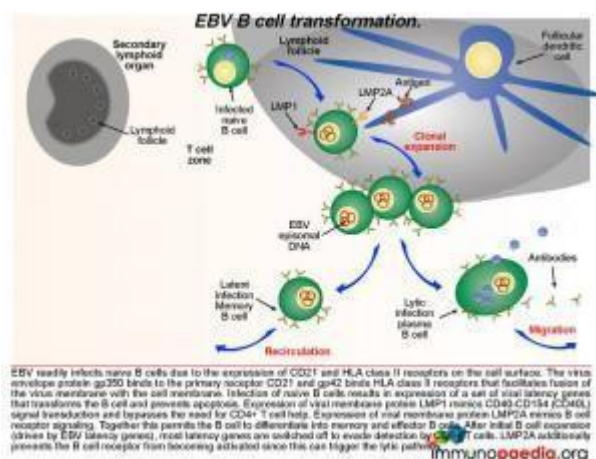 EBV B cell transformation.
Secondary
lymphoid
organ
Lymphoid
follicle
Follicular
dendritic
cell
Infected
naive
B cell
LMP1
LMP2A
Antigen
Lymphoid
follicle
T cell
zone
Clonal
expansion
EBV
episomal
DNA
Antibodies
Latent
infection
Memory
B cell
Lytic
infection
plasma
B cell
Recirculation
Migration
EBV readily infects naive B cells due to the expression of CD21 and HLA class II receptors on the cell surface. The virus
envelope protein gp350 binds to the primary receptor CD21 and gp42 binds HLA class II receptors that facilitates fusion of
the virus membrane with the cell membrane. Infection of naive B cells results in expression of a set of viral latency genes
that transforms the B cell and prevents apoptosis. Expression of viral membrane protein LMP1 mimics CD40-CD154 (CD40L)
signal transduction and bypasses the need for CD4+ T cell help. Expression of viral membrane protein LMP2A mimics B cell
receptor signaling. Together this permits the B cell to differentiate into memory and effector B cells. After initial B cell expansion
(driven by EBV latency genes), most latency genes are switched off to evade detection by T cells. LMP2A additionally
prevents the B cell receptor from becoming activated since this can trigger the lytic
immunopaedia.org